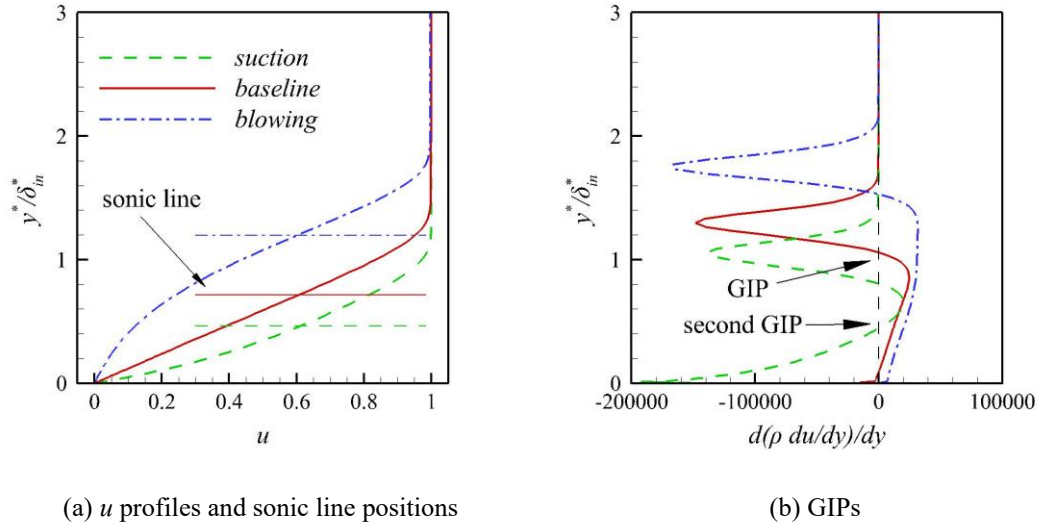 3
2
1
0
y*/δ*in
suction
baseline
blowing
sonic line
0
0.2
0.4
0.6
0.8
1
u
3
2
1
0
y*/δ*in
GIP
second GIP
-200000
-100000
0
100000
d(ρ du/dy)/dy
(a) u profiles and sonic line positions
(b) GIPs